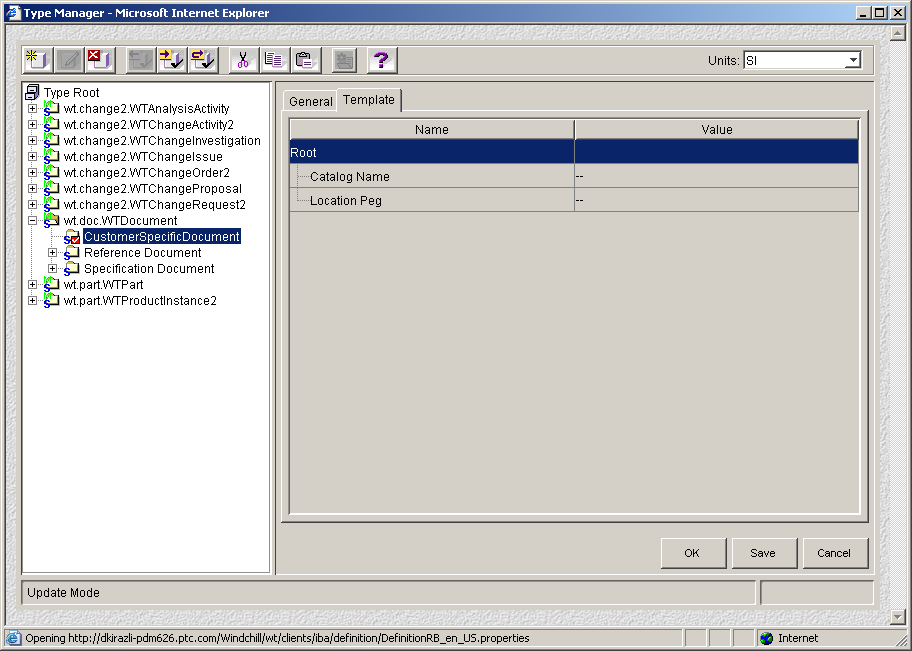 Type Manager - Microsoft Internet Explorer
Units: SI
Type Root
wt.change2.WTAnalysisActivity
wt.change2.WTChangeActivity2
wt.change2.WTChangeInvestigation
wt.change2.WTChangeIssue
wt.change2.WTChangeOrder2
wt.change2.WTChangeProposal
wt.change2.WTChangeRequest2
wt.doc.WTDocument
CustomerSpecificDocument
Reference Document
Specification Document
wt.part.WTPart
wt.part.WTProductInstance2
General Template
Name Value
Root
Catalog Name --
Location Peg --
OK Save Cancel
Update Mode
Opening http://dkirazli-pdm626.ptc.com/Windchill/wt/clients/iba/definition/DefinitionRB_en_US.properties Internet